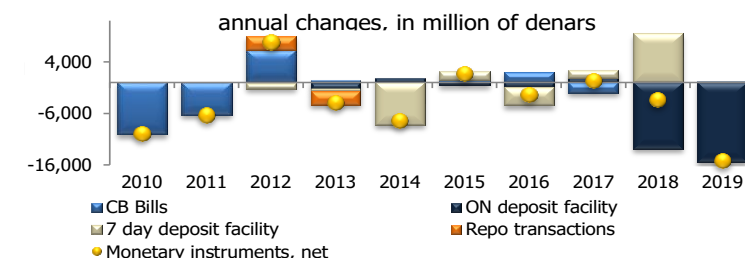 annual changes, in million of denars
4,000
-6,000
-16,000
2010 2011 2012 2013 2014 2015 2016 2017 2018 2019
CB Bills ON deposit facility
7 day deposit facility Repo transactions
Monetary instruments, net